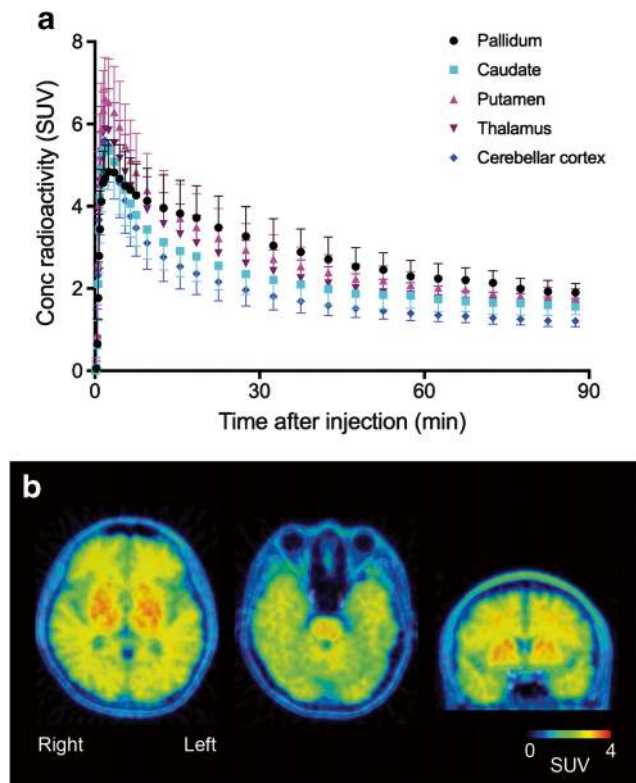 a
8
6
4
2
0
Conc radioactivity (SUV)
Pallidum
Caudate
Putamen
Thalamus
Cerebellar cortex
0 30 60 90
Time after injection (min)
b
Right Left
0 4
SUV